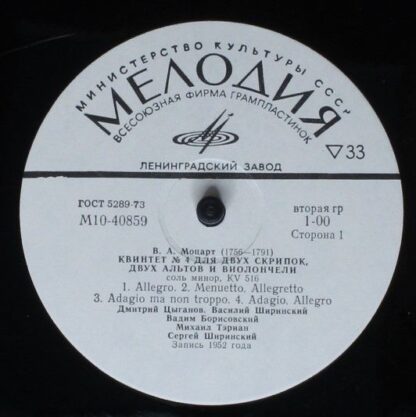 МИНИСТЕРСТВО КУЛЬТУРЫ СССР
МЕЛОДИЯ
ВСЕСОЮЗНАЯ ФИРМА ГРАМПЛАСТИНОК
ЛЕНИНГРАДСКИЙ ЗАВОД
▽33
ГОСТ 5289-73
М10-40859
вторая гр
1-00
Сторона 1
В. А. Моцарт (1756—1791)
КВИНТЕТ № 4 ДЛЯ ДВУХ СКРИПОК,
ДВУХ АЛЬТОВ И ВИОЛОНЧЕЛИ
соль минор, KV 516
1. Allegro. 2. Menuetto, Allegretto
3. Adagio ma non troppo. 4. Adagio, Allegro
Дмитрий Цыганов, Василий Ширинский
Вадим Борисовский
Михаил Тэриан
Сергей Ширинский
Запись 1952 года